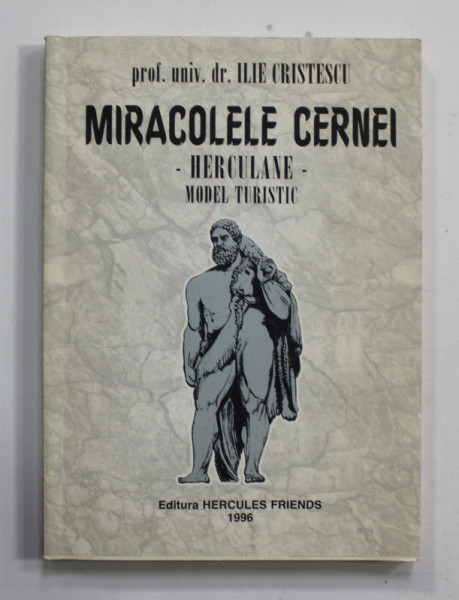 prof. univ. dr. ILIE CRISTESCU
MIRACOLELE CERNEI
- HERCULANE -
MODEL TURISTIC
Editura HERCULES FRIENDS
1996